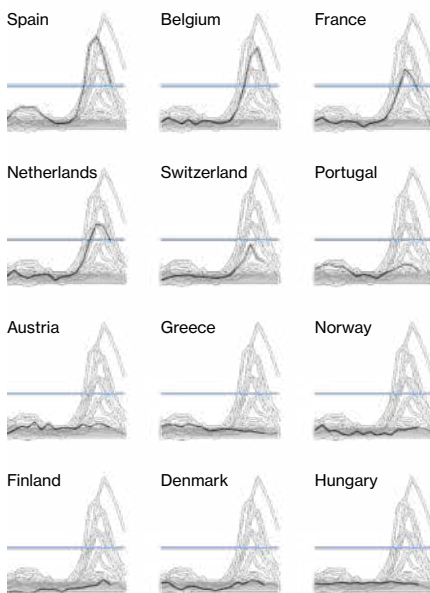 Spain Belgium France
Netherlands Switzerland Portugal
Austria Greece Norway
Finland Denmark Hungary